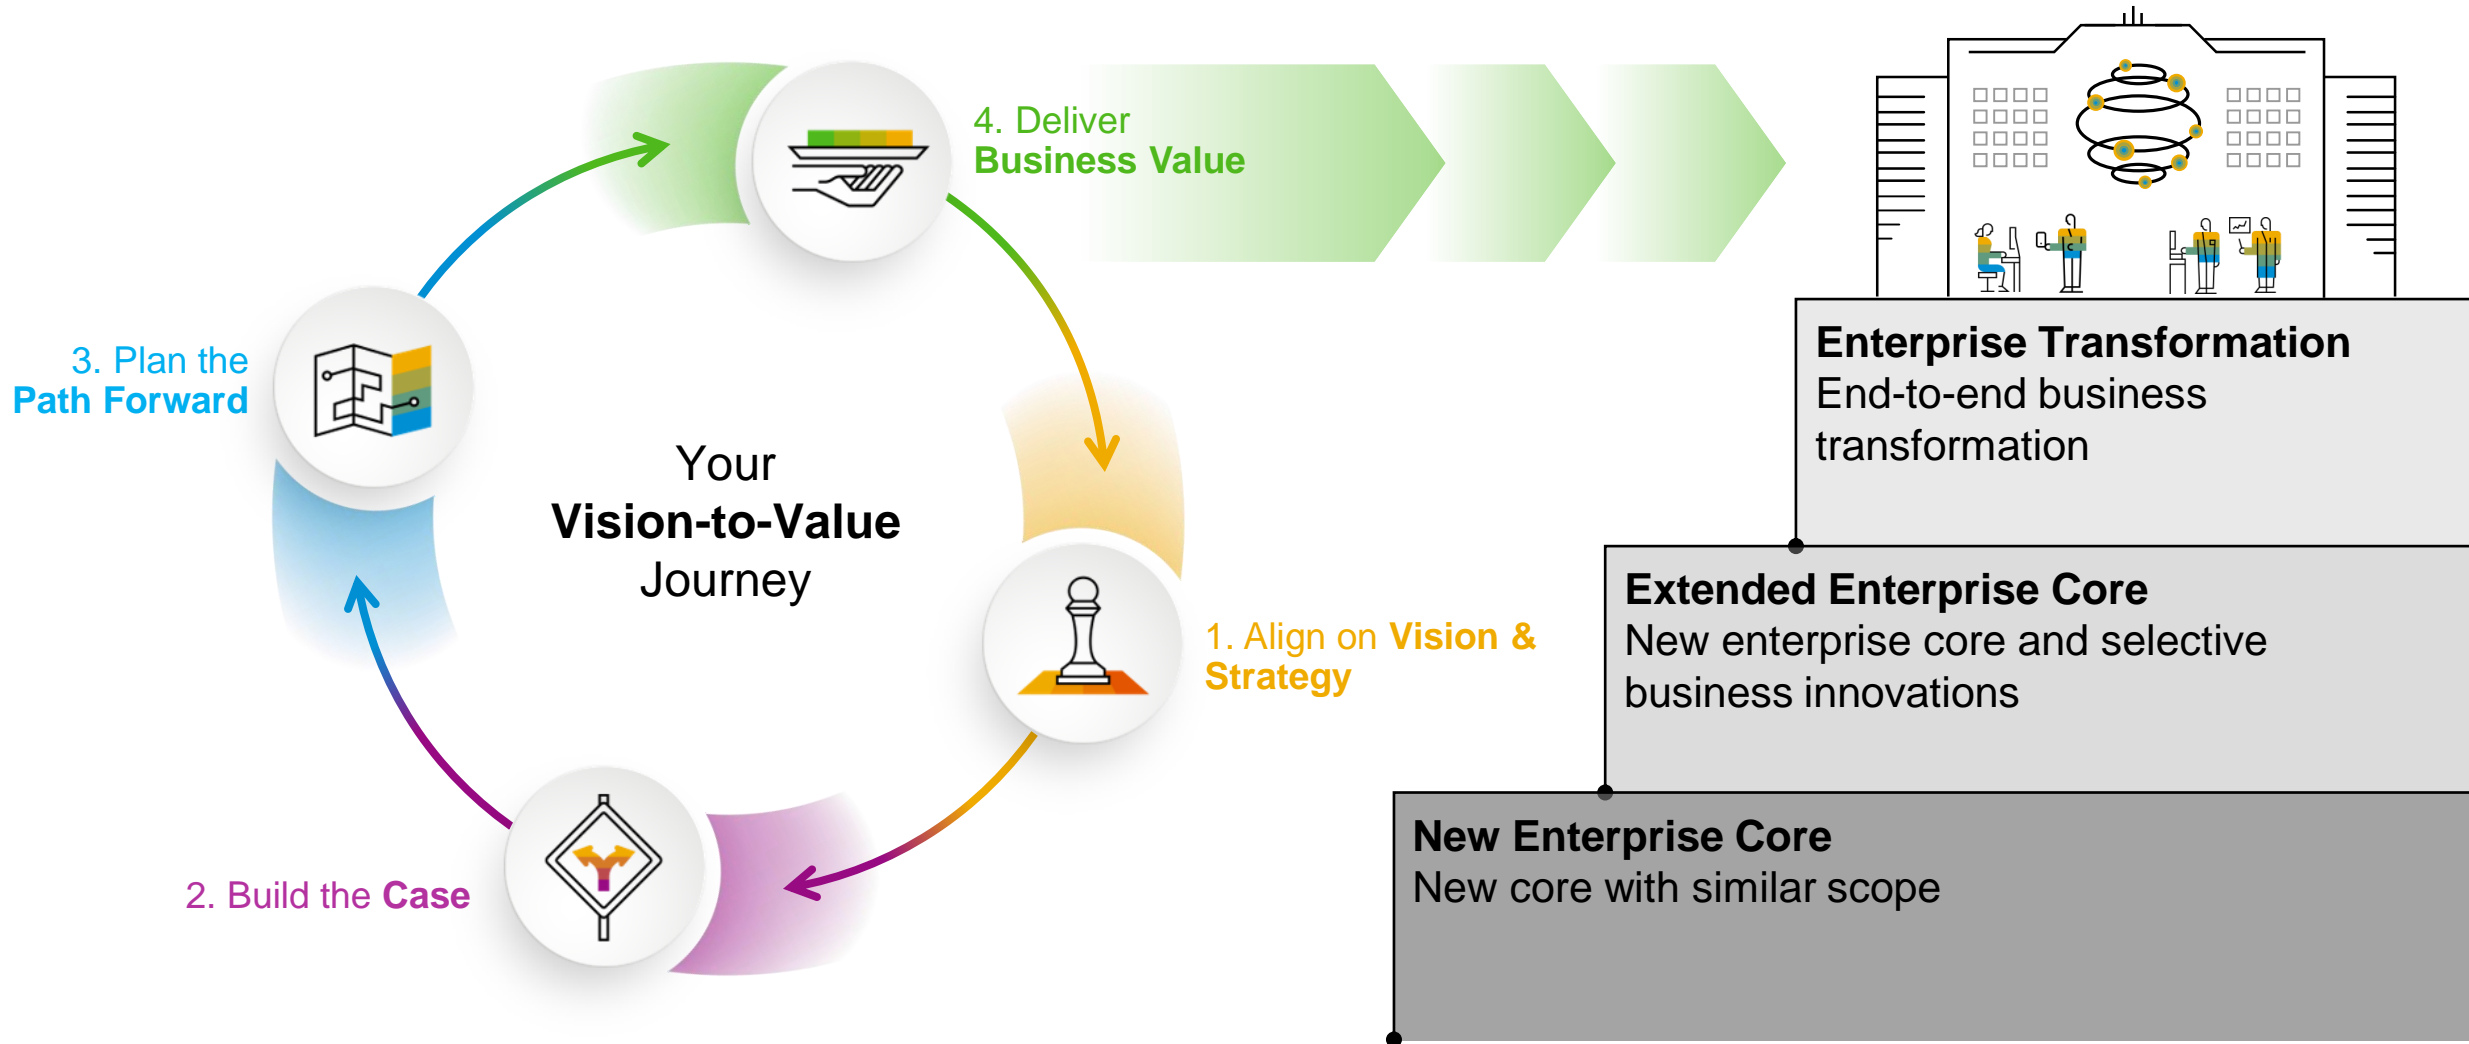 4. Deliver
Business Value
3. Plan the
Path Forward
Your
Vision-to-Value
Journey
1. Align on Vision &
Strategy
2. Build the Case
Enterprise Transformation
End-to-end business
transformation
Extended Enterprise Core
New enterprise core and selective
business innovations
New Enterprise Core
New core with similar scope